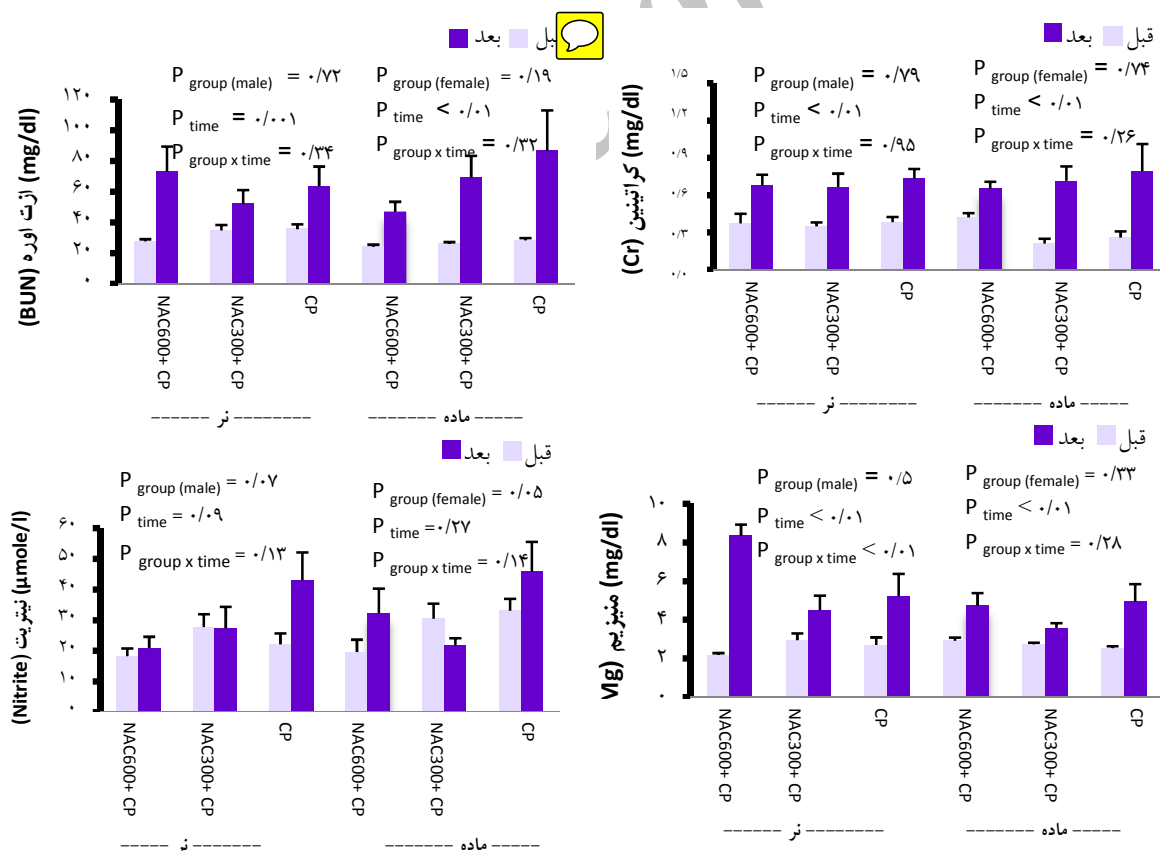 قبل بعد
P group (male) = ۰/۷۲
P time = ۰/۰۰۱
P group x time = ۰/۳۴
P group (female) = ۰/۱۹
P time < ۰/۰۱
P group x time = ۰/۳۲
ازت اوره (BUN) (mg/dl)
۱۲۰
۱۰۰
۸۰
۶۰
۴۰
۲۰
۰
NAC600+ CP
NAC300+ CP
CP
NAC600+ CP
NAC300+ CP
CP
------ نر --------
------- ماده -----
قبل بعد
P group (male) = ۰/۷۹
P time < ۰/۰۱
P group x time = ۰/۹۵
P group (female) = ۰/۷۴
P time < ۰/۰۱
P group x time = ۰/۲۶
کراتینین (Cr) (mg/dl)
۱/۵
۱/۲
۰/۹
۰/۶
۰/۳
۰/۰
NAC600+ CP
NAC300+ CP
CP
NAC600+ CP
NAC300+ CP
CP
------ نر --------
------- ماده -----
قبل بعد
P group (male) = ۰/۰۷
P time = ۰/۰۹
P group x time = ۰/۱۳
P group (female) = ۰/۰۵
P time =۰/۲۷
P group x time = ۰/۱۴
نیتریت (Nitrite) (µmole/l)
۶۰
۵۰
۴۰
۳۰
۲۰
۱۰
۰
NAC600+ CP
NAC300+ CP
CP
NAC600+ CP
NAC300+ CP
CP
----- نر -------
------- ماده -----
قبل بعد
P group (male) = ۰/۵
P time < ۰/۰۱
P group x time < ۰/۰۱
P group (female) = ۰/۳۳
P time < ۰/۰۱
P group x time = ۰/۲۸
منیزیم (mg/dl)
۱۰
۸
۶
۴
۲
۰
NAC600+ CP
NAC300+ CP
CP
NAC600+ CP
NAC300+ CP
CP
------ نر --------
------- ماده -----